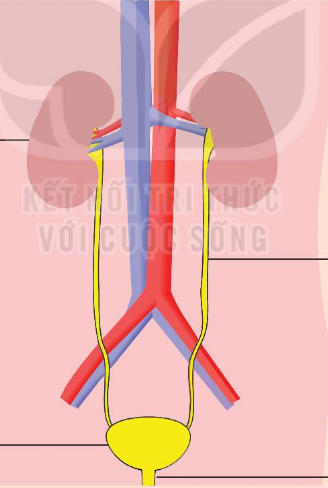 KẾT NỐI TRI THỨC
VỚI CUỘC SỐNG